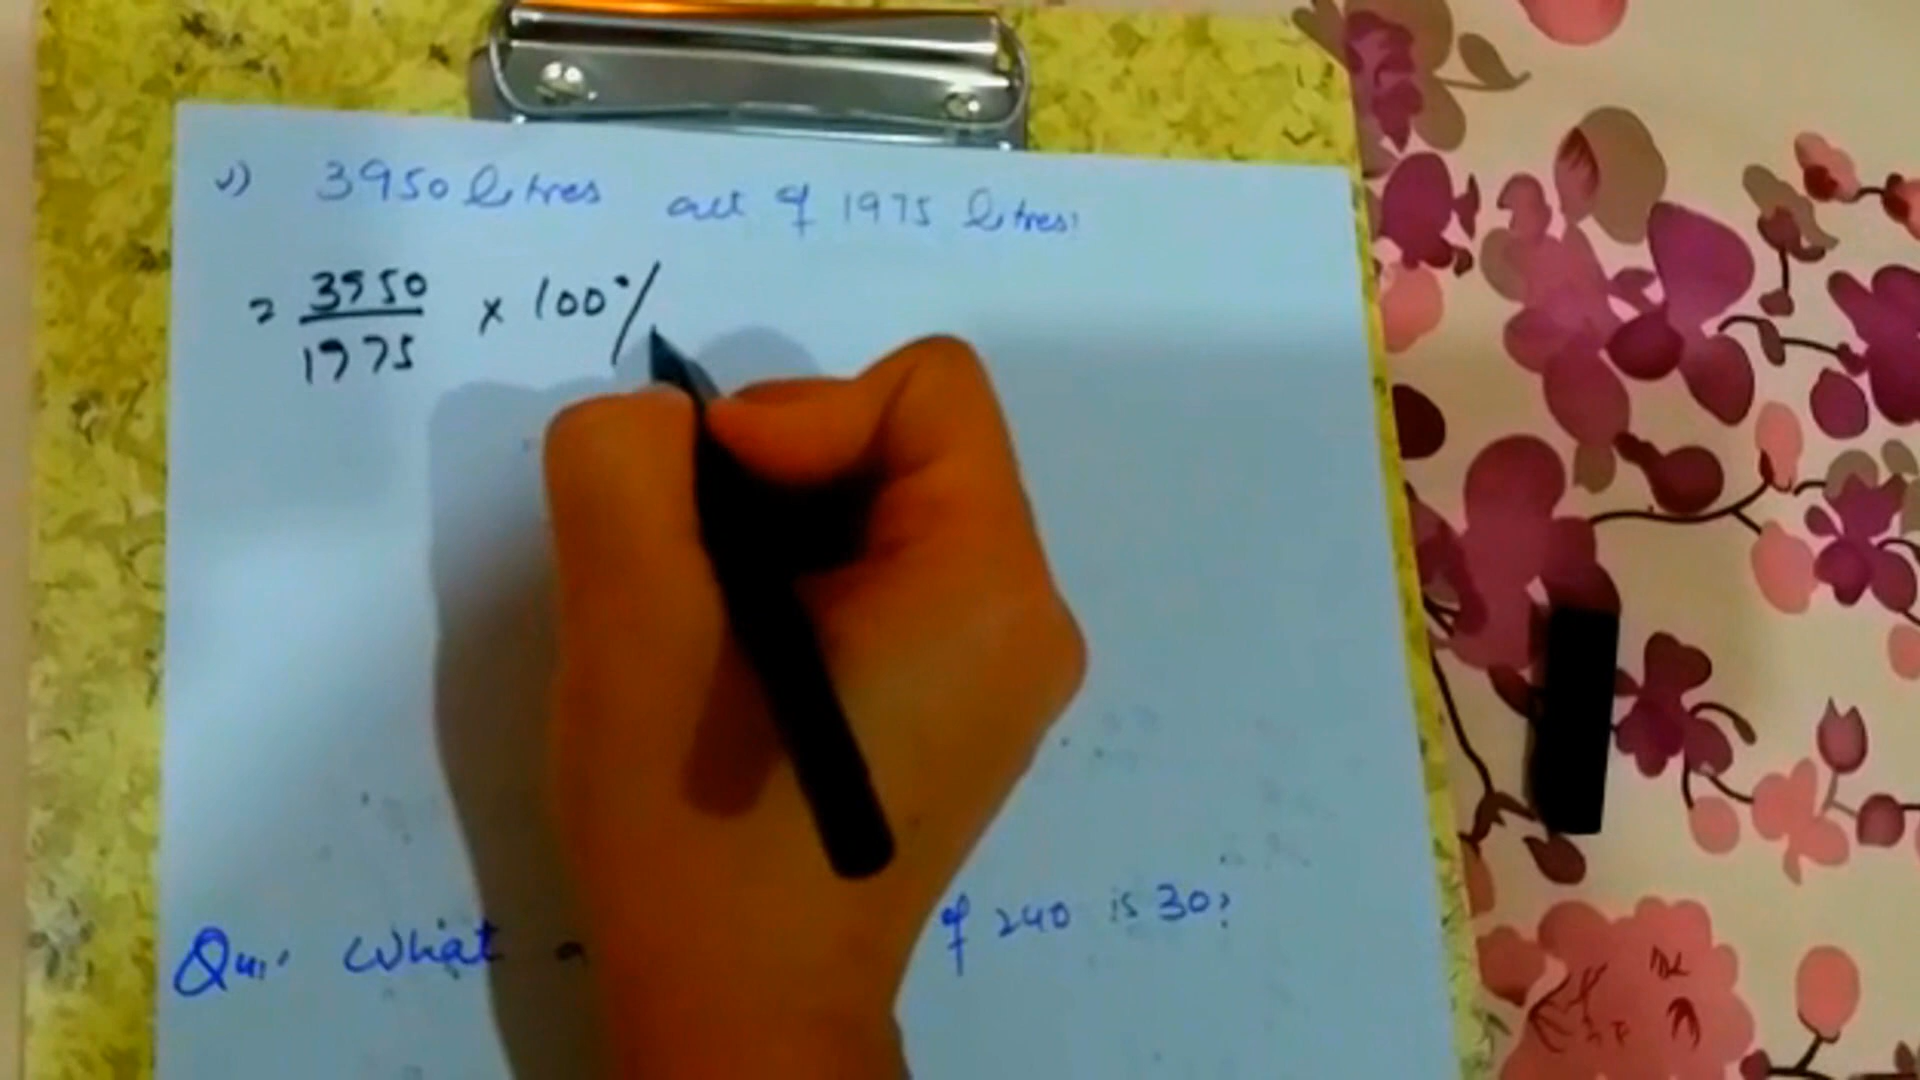 v) 3950 litres out of 1975 litres:
= 3950/1975 × 100%
Qu:. What a of 240 is 30?